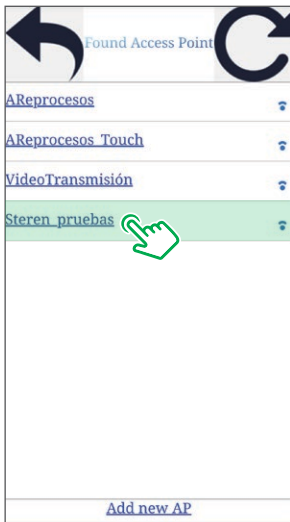 Found Access Point
AReprocesos
AReprocesos_Touch
VideoTransmisión
Steren_pruebas
Add new AP